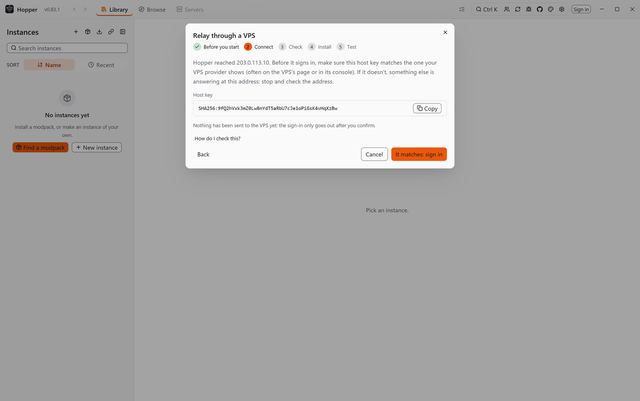 Hopper v0.83.1 Library Browse Servers Ctrl K Sign in
Instances
Search instances
SORT Name Recent
No instances yet
Install a modpack, or make an instance of your
own.
Find a modpack New instance
Pick an instance.
Relay through a VPS
Before you start 2 Connect 3 Check 4 Install 5 Test
Hopper reached 203.0.113.10. Before it signs in, make sure this host key matches the one your
VPS provider shows (often on the VPS's page or in its console). If it doesn't, something else is
answering at this address: stop and check the address.
Host key
Copy
Nothing has been sent to the VPS yet: the sign-in only goes out after you confirm.
How do I check this?
Back Cancel It matches: sign in